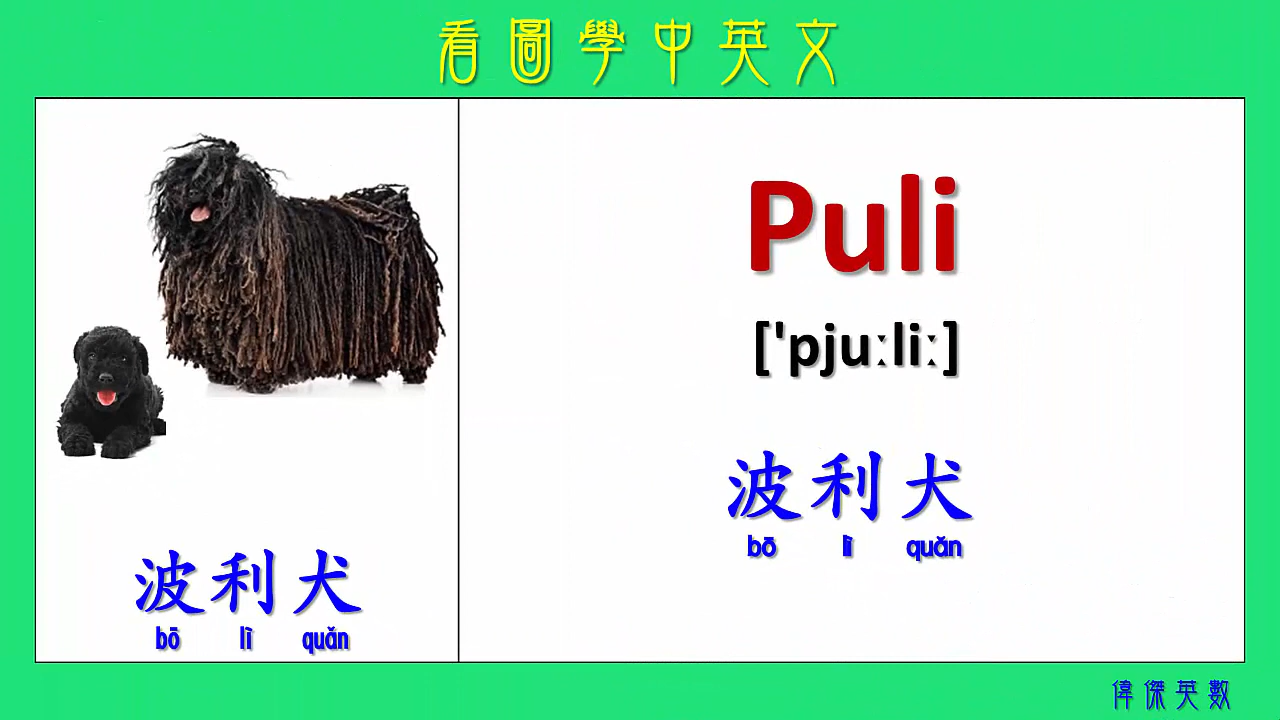 看圖學中英文
波利犬
bō lì quǎn
Puli
['pjuːliː]
波利犬
bō lì quǎn
偉傑英數